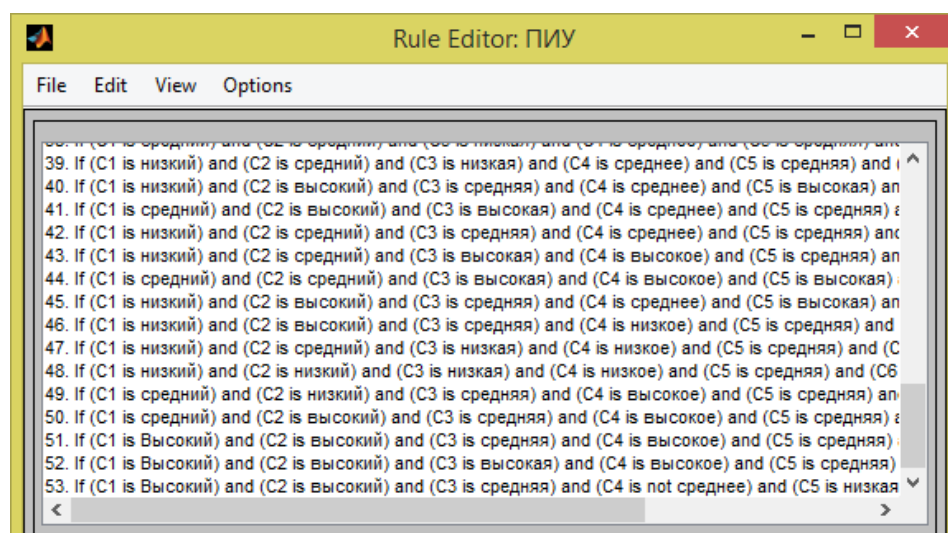 Rule Editor: ПИУ
File Edit View Options
39. If (C1 is низкий) and (C2 is средний) and (C3 is низкая) and (C4 is среднее) and (C5 is средняя) and (
40. If (C1 is низкий) and (C2 is высокий) and (C3 is средняя) and (C4 is среднее) and (C5 is высокая) an
41. If (C1 is средний) and (C2 is высокий) and (C3 is высокая) and (C4 is среднее) and (C5 is средняя) a
42. If (C1 is низкий) and (C2 is средний) and (C3 is средняя) and (C4 is среднее) and (C5 is средняя) and
43. If (C1 is низкий) and (C2 is средний) and (C3 is высокая) and (C4 is высокое) and (C5 is средняя) an
44. If (C1 is средний) and (C2 is средний) and (C3 is высокая) and (C4 is высокое) and (C5 is высокая)
45. If (C1 is низкий) and (C2 is высокий) and (C3 is средняя) and (C4 is среднее) and (C5 is высокая) an
46. If (C1 is низкий) and (C2 is высокий) and (C3 is средняя) and (C4 is низкое) and (C5 is средняя) and
47. If (C1 is низкий) and (C2 is средний) and (C3 is низкая) and (C4 is низкое) and (C5 is средняя) and (C
48. If (C1 is низкий) and (C2 is низкий) and (C3 is низкая) and (C4 is низкое) and (C5 is средняя) and (C6
49. If (C1 is средний) and (C2 is низкий) and (C3 is средняя) and (C4 is высокое) and (C5 is средняя) an
50. If (C1 is средний) and (C2 is высокий) and (C3 is средняя) and (C4 is высокое) and (C5 is средняя) a
51. If (C1 is Высокий) and (C2 is высокий) and (C3 is средняя) and (C4 is высокое) and (C5 is средняя)
52. If (C1 is Высокий) and (C2 is высокий) and (C3 is высокая) and (C4 is высокое) and (C5 is средняя)
53. If (C1 is Высокий) and (C2 is высокий) and (C3 is средняя) and (C4 is not среднее) and (C5 is низкая